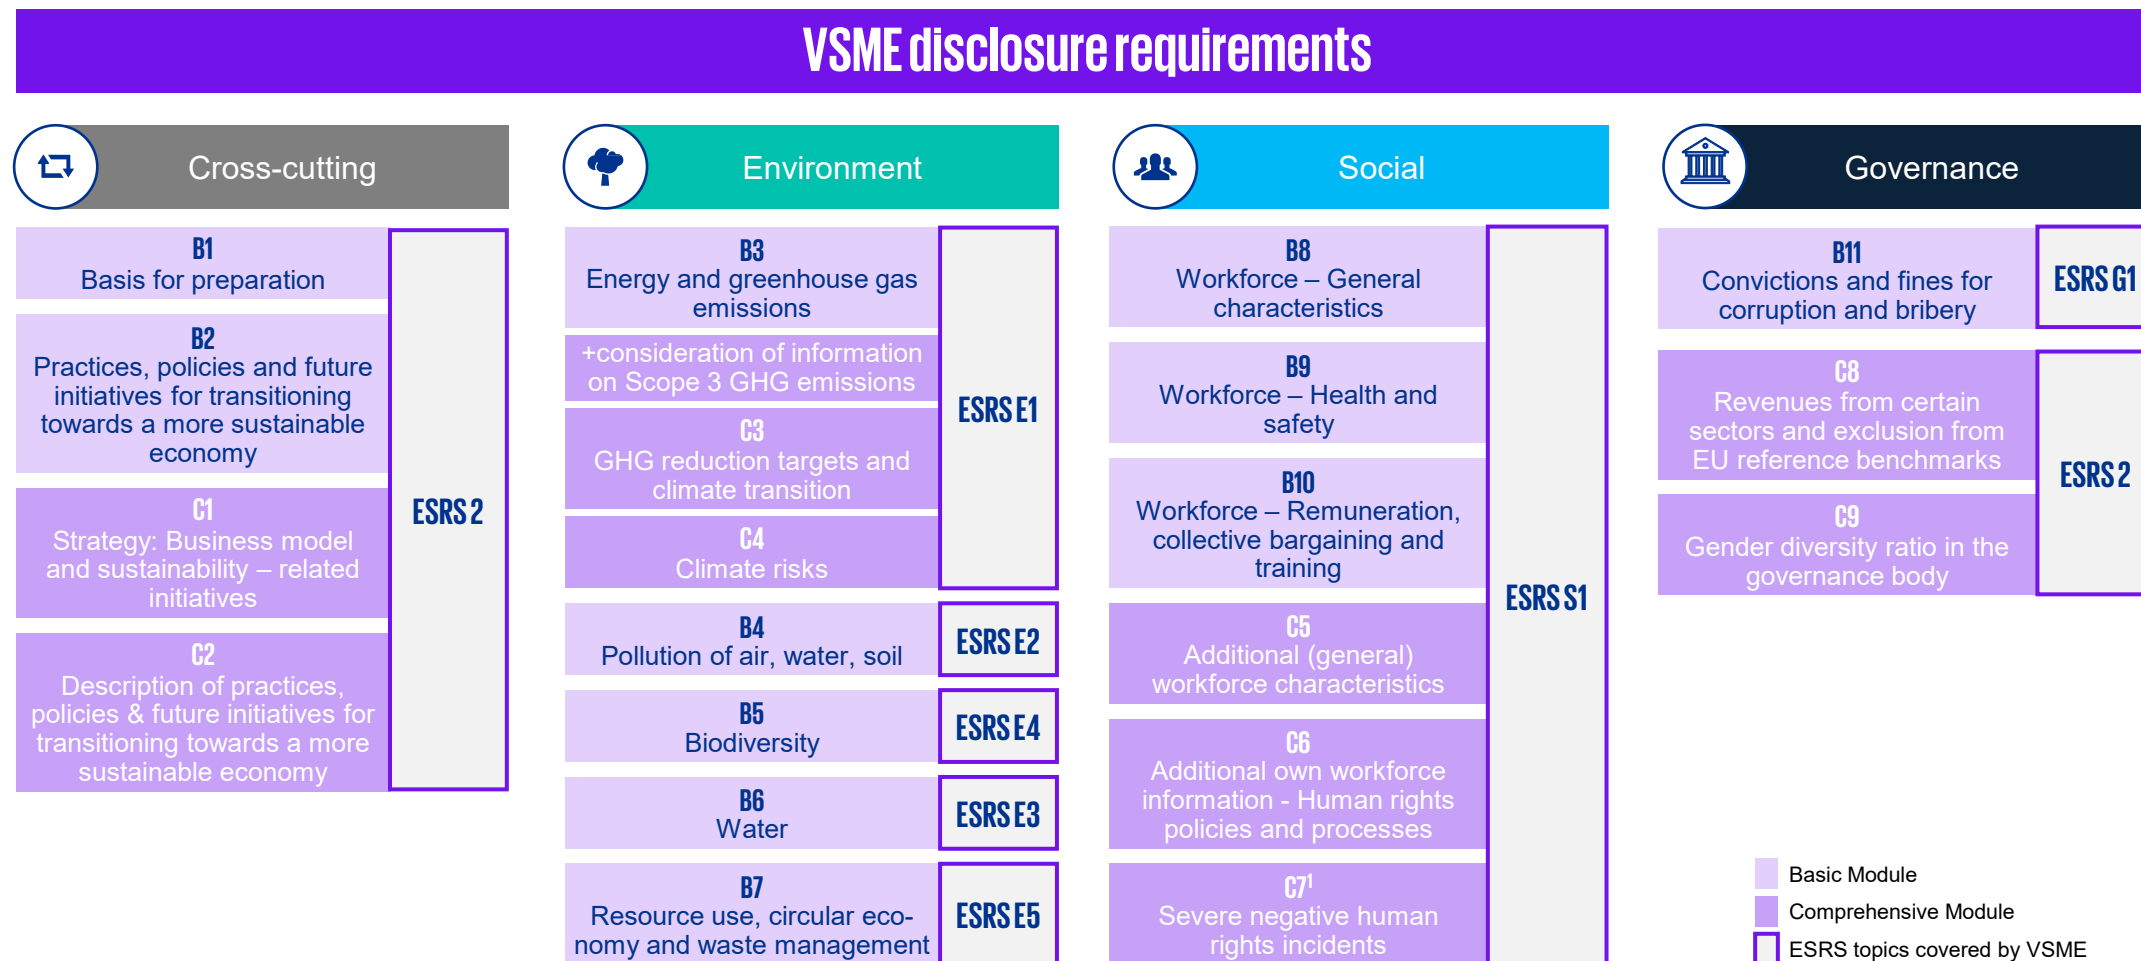 VSME disclosure requirements
Cross-cutting
B1
Basis for preparation
B2
Practices, policies and future
initiatives for transitioning
towards a more sustainable
economy
C1
Strategy: Business model
and sustainability – related
initiatives
C2
Description of practices,
policies & future initiatives for
transitioning towards a more
sustainable economy
ESRS 2
Environment
B3
Energy and greenhouse gas
emissions
+consideration of information
on Scope 3 GHG emissions
C3
GHG reduction targets and
climate transition
C4
Climate risks
ESRS E1
B4
Pollution of air, water, soil
ESRS E2
B5
Biodiversity
ESRS E4
B6
Water
ESRS E3
B7
Resource use, circular eco-
nomy and waste management
ESRS E5
Social
B8
Workforce – General
characteristics
B9
Workforce – Health and
safety
B10
Workforce – Remuneration,
collective bargaining and
training
C5
Additional (general)
workforce characteristics
C6
Additional own workforce
information - Human rights
policies and processes
C7¹
Severe negative human
rights incidents
ESRS S1
Governance
B11
Convictions and fines for
corruption and bribery
ESRS G1
C8
Revenues from certain
sectors and exclusion from
EU reference benchmarks
C9
Gender diversity ratio in the
governance body
ESRS 2
Basic Module
Comprehensive Module
ESRS topics covered by VSME